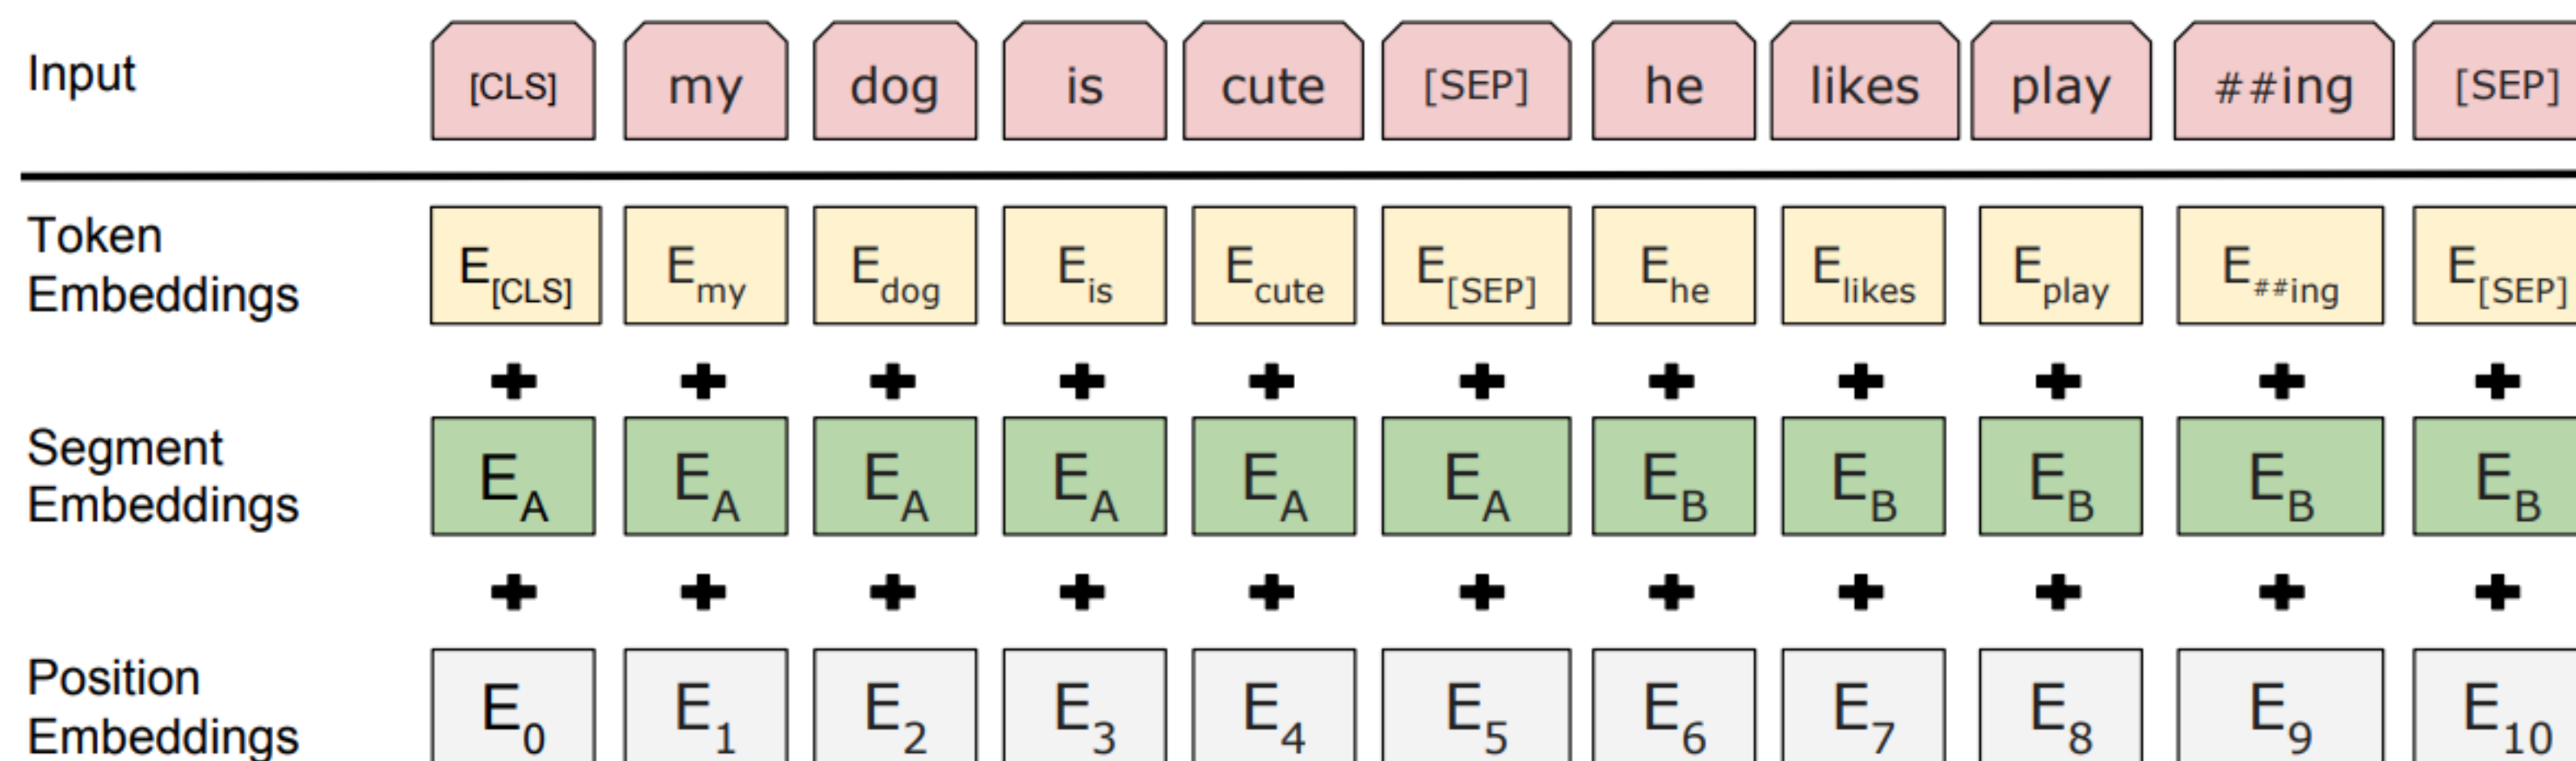 Input [CLS] my dog is cute [SEP] he likes play ##ing [SEP]
Token
Embeddings E[CLS] Emy Edog Eis Ecute E[SEP] Ehe Elikes Eplay E##ing E[SEP]
+ + + + + + + + + + +
Segment
Embeddings EA EA EA EA EA EA EB EB EB EB EB
+ + + + + + + + + + +
Position
Embeddings E0 E1 E2 E3 E4 E5 E6 E7 E8 E9 E10